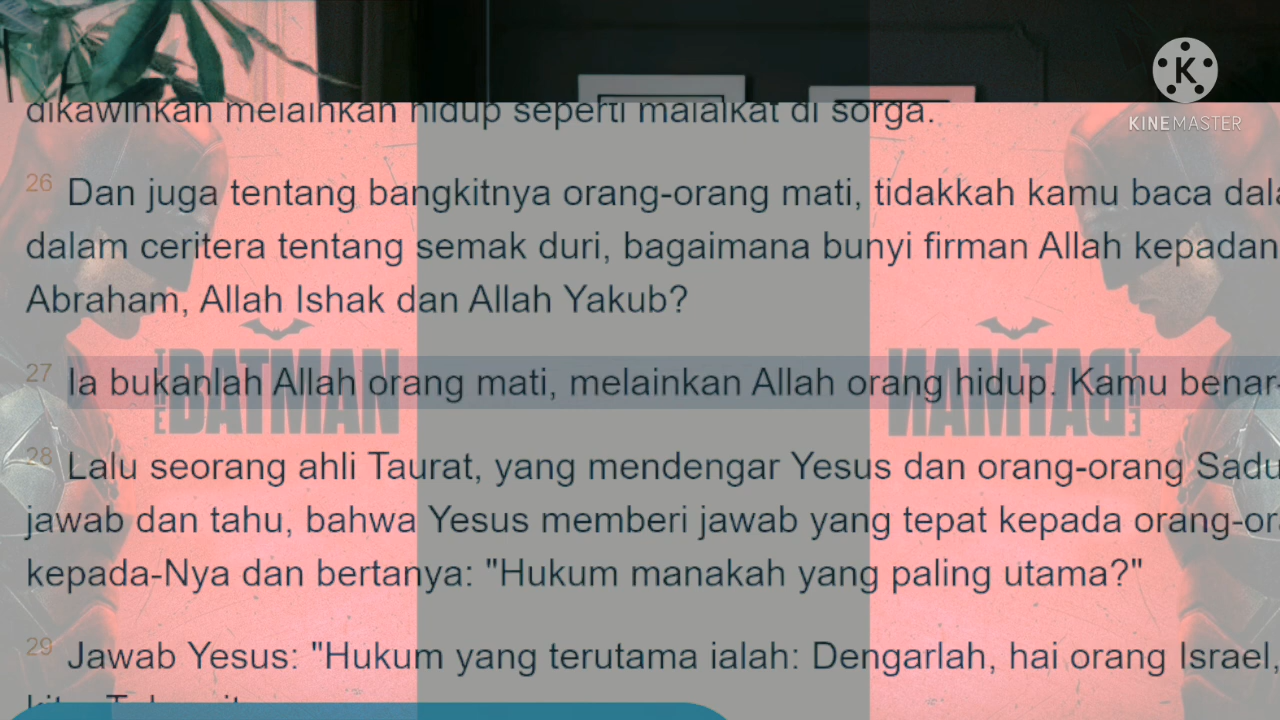 KINEMASTER
dikawinkan melainkan hidup seperti malaikat di sorga.
26 Dan juga tentang bangkitnya orang-orang mati, tidakkah kamu baca dala
dalam ceritera tentang semak duri, bagaimana bunyi firman Allah kepadan
Abraham, Allah Ishak dan Allah Yakub?
27 Ia bukanlah Allah orang mati, melainkan Allah orang hidup. Kamu benar-
THE BATMAN
THE BATMAN
28 Lalu seorang ahli Taurat, yang mendengar Yesus dan orang-orang Sadu
jawab dan tahu, bahwa Yesus memberi jawab yang tepat kepada orang-or
kepada-Nya dan bertanya: "Hukum manakah yang paling utama?"
29 Jawab Yesus: "Hukum yang terutama ialah: Dengarlah, hai orang Israel,